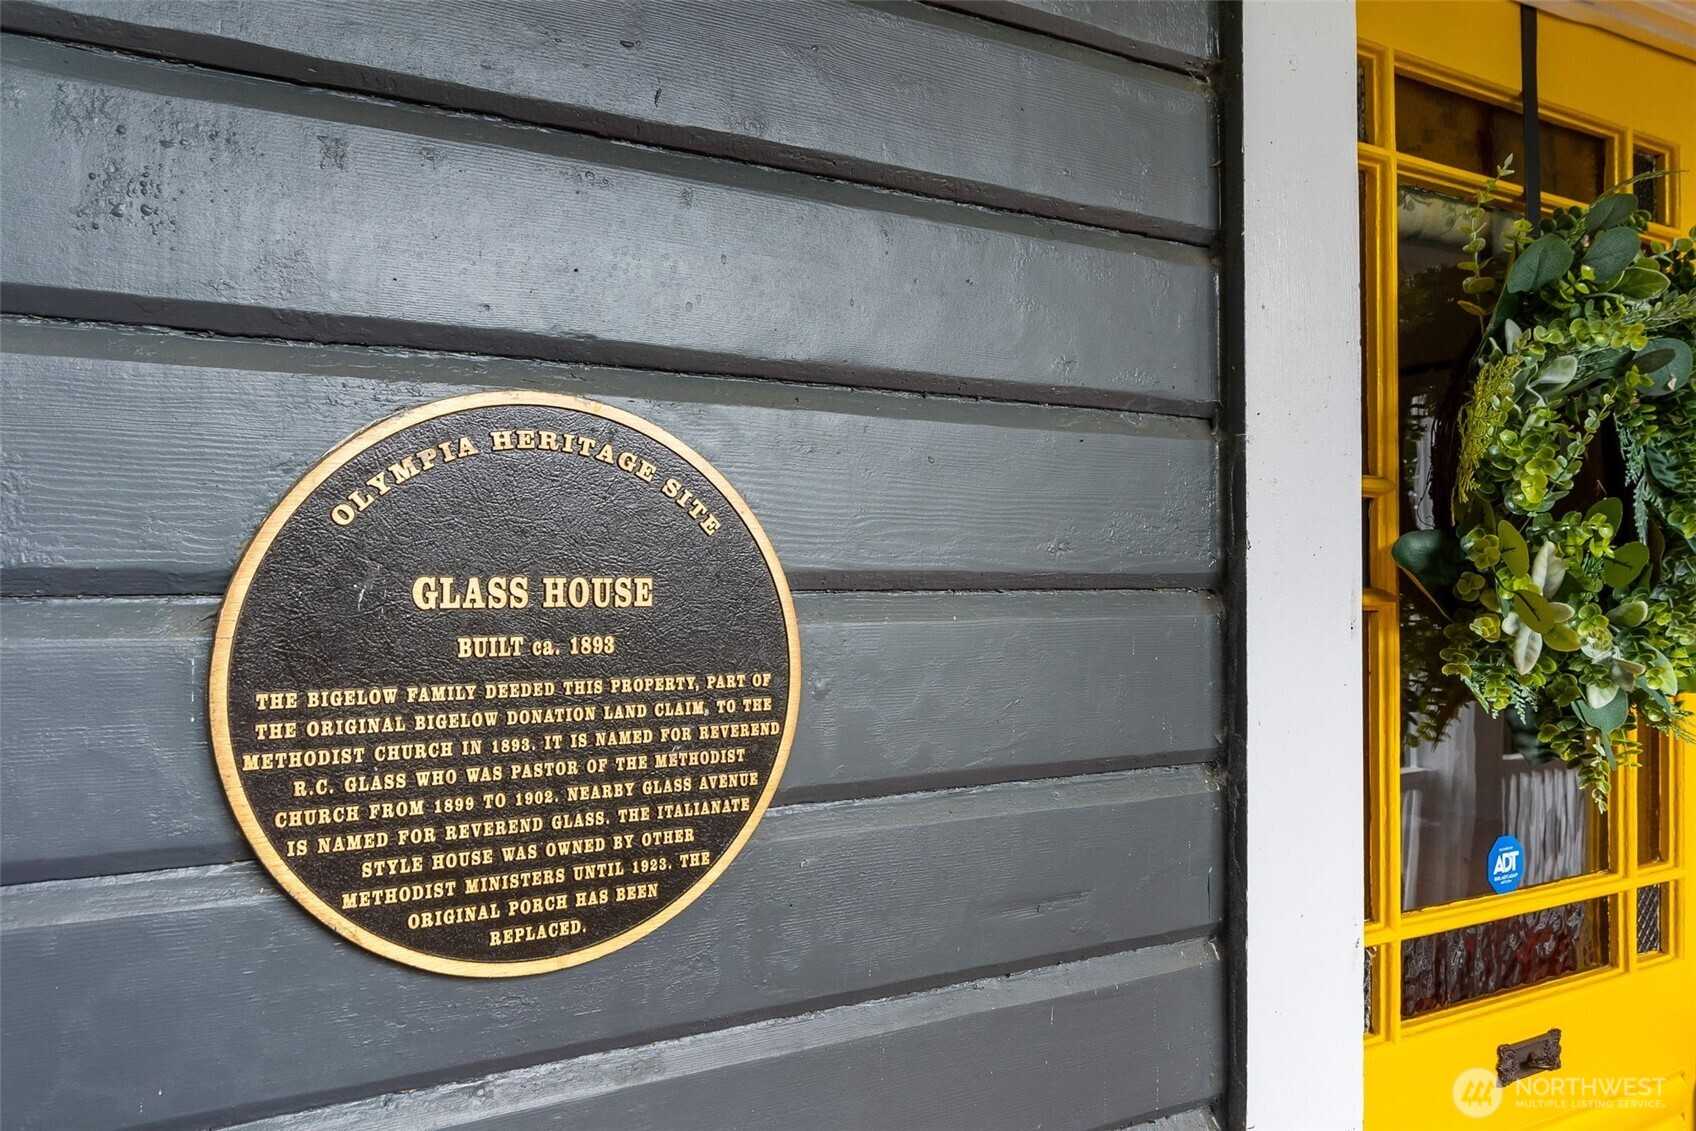 OLYMPIA HERITAGE SITE
GLASS HOUSE
BUILT ca. 1893
THE BIGELOW FAMILY DEEDED THIS PROPERTY, PART OF
THE ORIGINAL BIGELOW DONATION LAND CLAIM, TO THE
METHODIST CHURCH IN 1893. IT IS NAMED FOR REVEREND
R.C. GLASS WHO WAS PASTOR OF THE METHODIST
CHURCH FROM 1899 TO 1902. NEARBY GLASS AVENUE
IS NAMED FOR REVEREND GLASS. THE ITALIANATE
STYLE HOUSE WAS OWNED BY OTHER
METHODIST MINISTERS UNTIL 1923. THE
ORIGINAL PORCH HAS BEEN
REPLACED.
ADT
NORTHWEST
MULTIPLE LISTING SERVICE